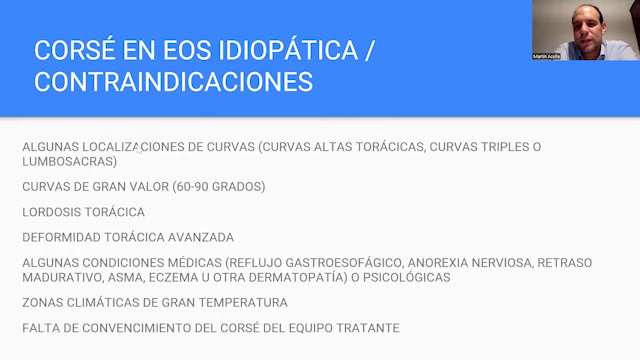 CORSÉ EN EOS IDIOPÁTICA /
CONTRAINDICACIONES
Martín Acuña
ALGUNAS LOCALIZACIONES DE CURVAS (CURVAS ALTAS TORÁCICAS, CURVAS TRIPLES O
LUMBOSACRAS)
CURVAS DE GRAN VALOR (60-90 GRADOS)
LORDOSIS TORÁCICA
DEFORMIDAD TORÁCICA AVANZADA
ALGUNAS CONDICIONES MÉDICAS (REFLUJO GASTROESOFÁGICO, ANOREXIA NERVIOSA, RETRASO
MADURATIVO, ASMA, ECZEMA U OTRA DERMATOPATÍA) O PSICOLÓGICAS
ZONAS CLIMÁTICAS DE GRAN TEMPERATURA
FALTA DE CONVENCIMIENTO DEL CORSÉ DEL EQUIPO TRATANTE